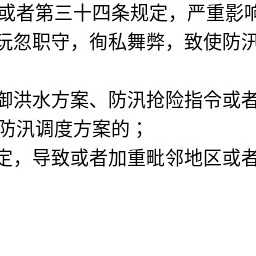 或者第三十四条规定，严重影响
玩忽职守，徇私舞弊，致使防汛
御洪水方案、防汛抢险指令或者
防汛调度方案的；
定，导致或者加重毗邻地区或者